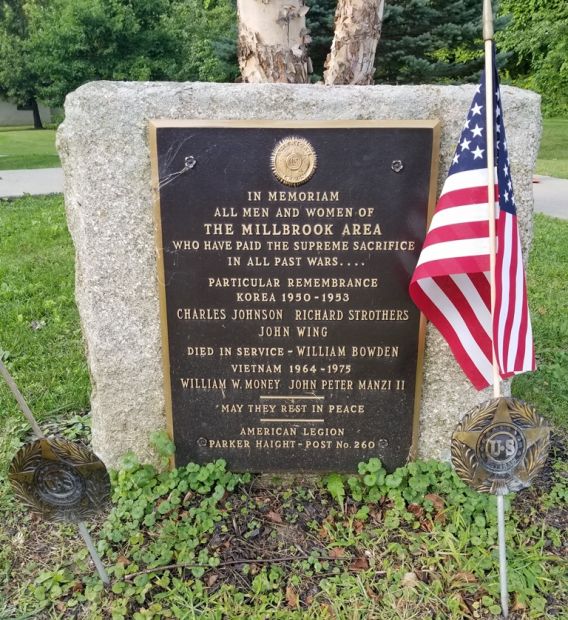 IN MEMORIAM
ALL MEN AND WOMEN OF
THE MILLBROOK AREA
WHO HAVE PAID THE SUPREME SACRIFICE
IN ALL PAST WARS....
PARTICULAR REMEMBRANCE
KOREA 1950-1953
CHARLES JOHNSON RICHARD STROTHERS
JOHN WING
DIED IN SERVICE - WILLIAM BOWDEN
VIETNAM 1964-1975
WILLIAM W. MONEY JOHN PETER MANZI II
MAY THEY REST IN PEACE
AMERICAN LEGION
PARKER HAIGHT - POST No. 260
US
US